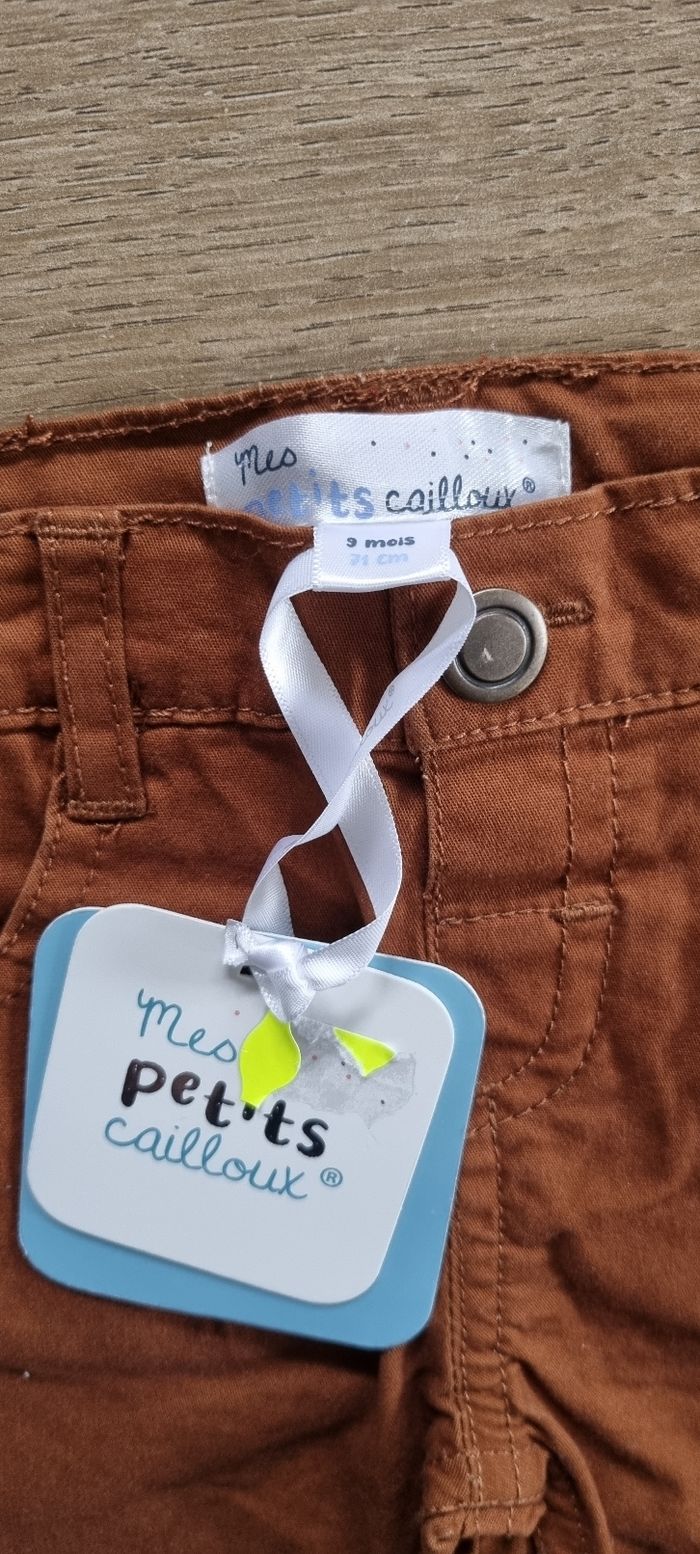 Mes
petits cailloux®
9 mois
71 cm
Mes
petits
cailloux®